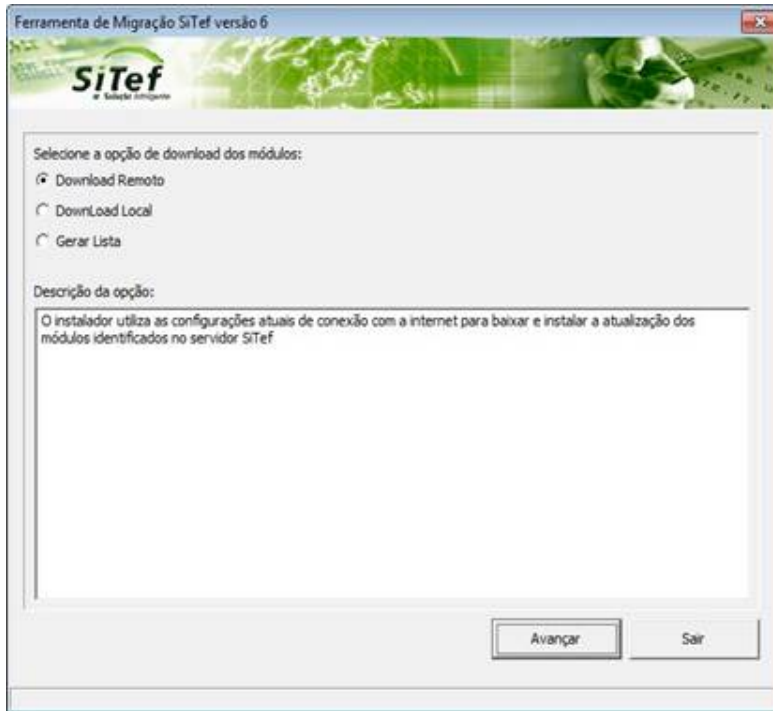 Ferramenta de Migração SiTef versão 6
SiTef
a Solução Inteligente
Selecione a opção de download dos módulos:
Download Remoto
DownLoad Local
Gerar Lista
Descrição da opção:
O instalador utiliza as configurações atuais de conexão com a internet para baixar e instalar a atualização dos
módulos identificados no servidor SiTef
Avançar
Sair